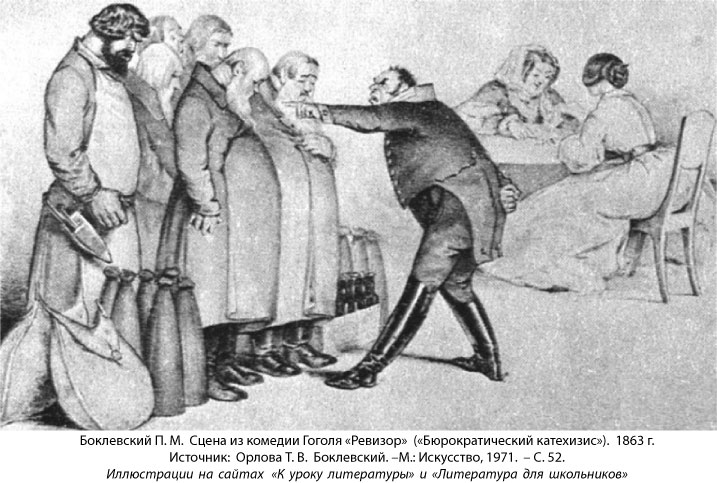 Боклевский П. М.  Сцена из комедии Гоголя «Ревизор»  («Бюрократический катехизис»).  1863 г.
Источник:  Орлова Т. В.  Боклевский. –М.: Искусство, 1971.  – С. 52.
Иллюстрации на сайтах «К уроку литературы» и «Литература для школьников»